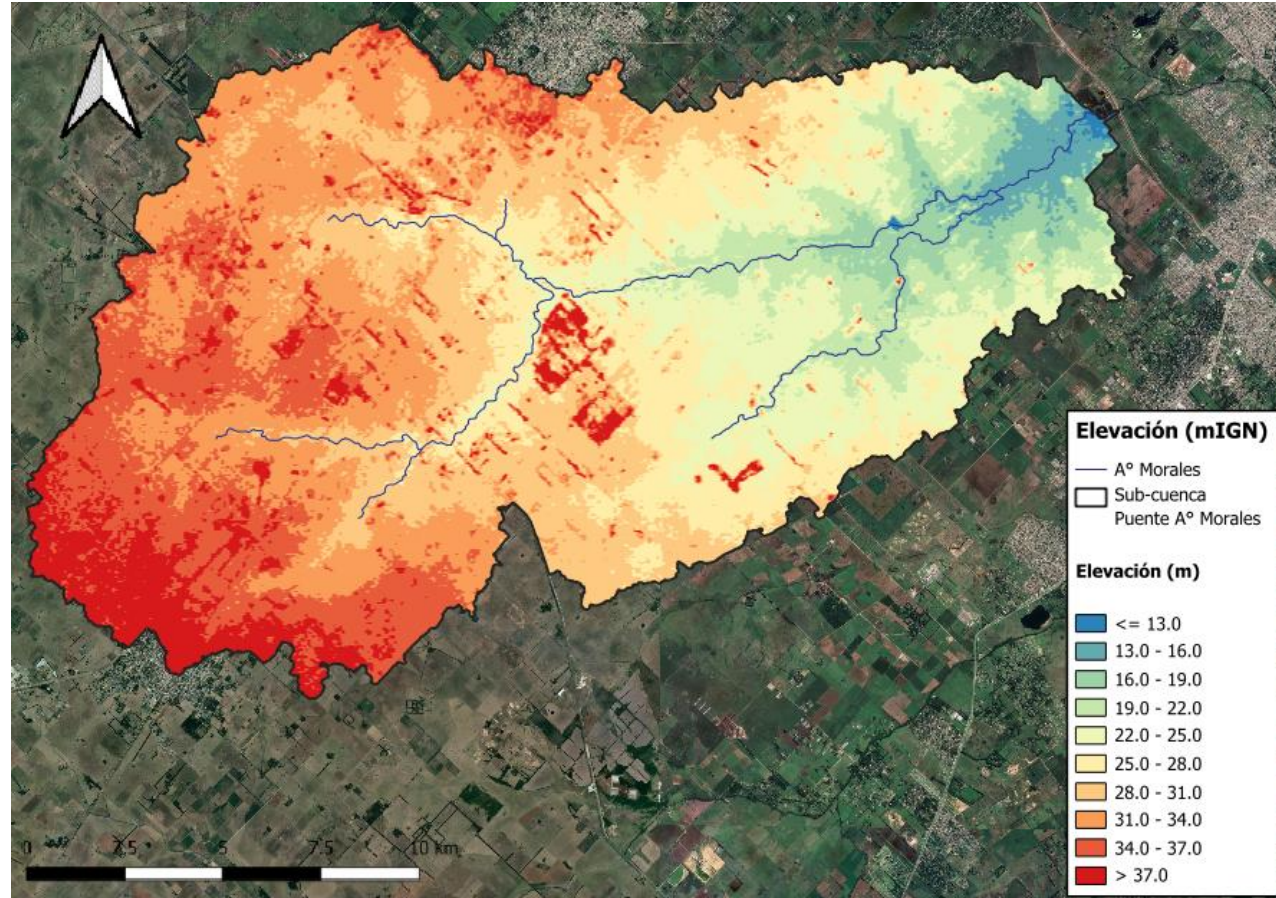 Elevación (mIGN)
A° Morales
Sub-cuenca
Puente A° Morales
Elevación (m)
<= 13.0
13.0 - 16.0
16.0 - 19.0
19.0 - 22.0
22.0 - 25.0
25.0 - 28.0
28.0 - 31.0
31.0 - 34.0
34.0 - 37.0
> 37.0
0 2,5 5 7,5 10 km